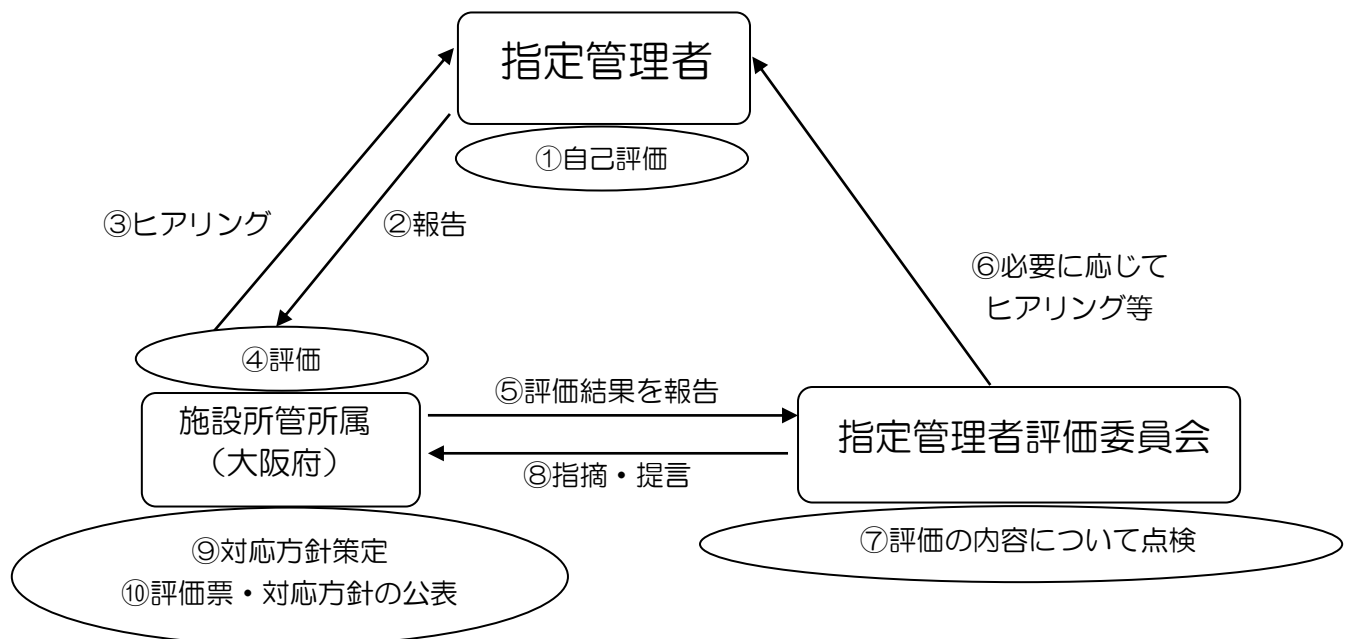 指定管理者
①自己評価
③ヒアリング
②報告
⑥必要に応じて
ヒアリング等
④評価
⑤評価結果を報告
施設所管所属
（大阪府）
指定管理者評価委員会
⑧指摘・提言
⑦評価の内容について点検
⑨対応方針策定
⑩評価票・対応方針の公表